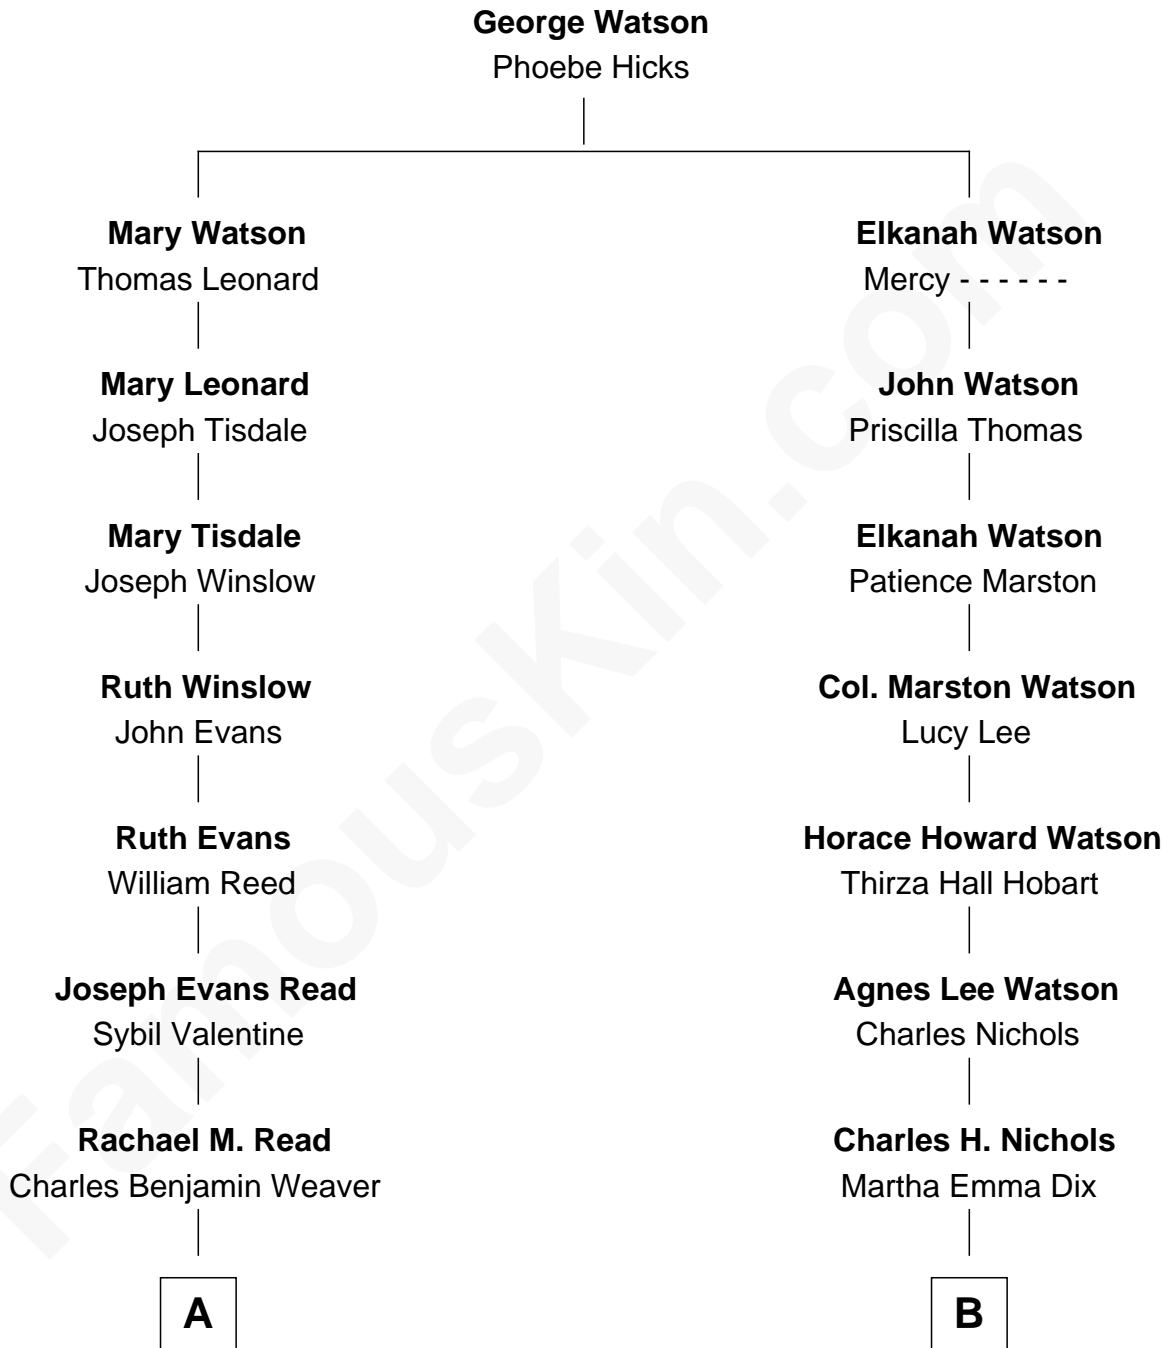 George Watson
Phoebe Hicks
Mary Watson
Thomas Leonard
Elkanah Watson
Mercy - - - - - -
Mary Leonard
Joseph Tisdale
John Watson
Priscilla Thomas
Mary Tisdale
Joseph Winslow
Elkanah Watson
Patience Marston
Ruth Winslow
John Evans
Col. Marston Watson
Lucy Lee
Ruth Evans
William Reed
Horace Howard Watson
Thirza Hall Hobart
Joseph Evans Read
Sybil Valentine
Agnes Lee Watson
Charles Nichols
Rachael M. Read
Charles Benjamin Weaver
Charles H. Nichols
Martha Emma Dix
A
B
FamousKin.com